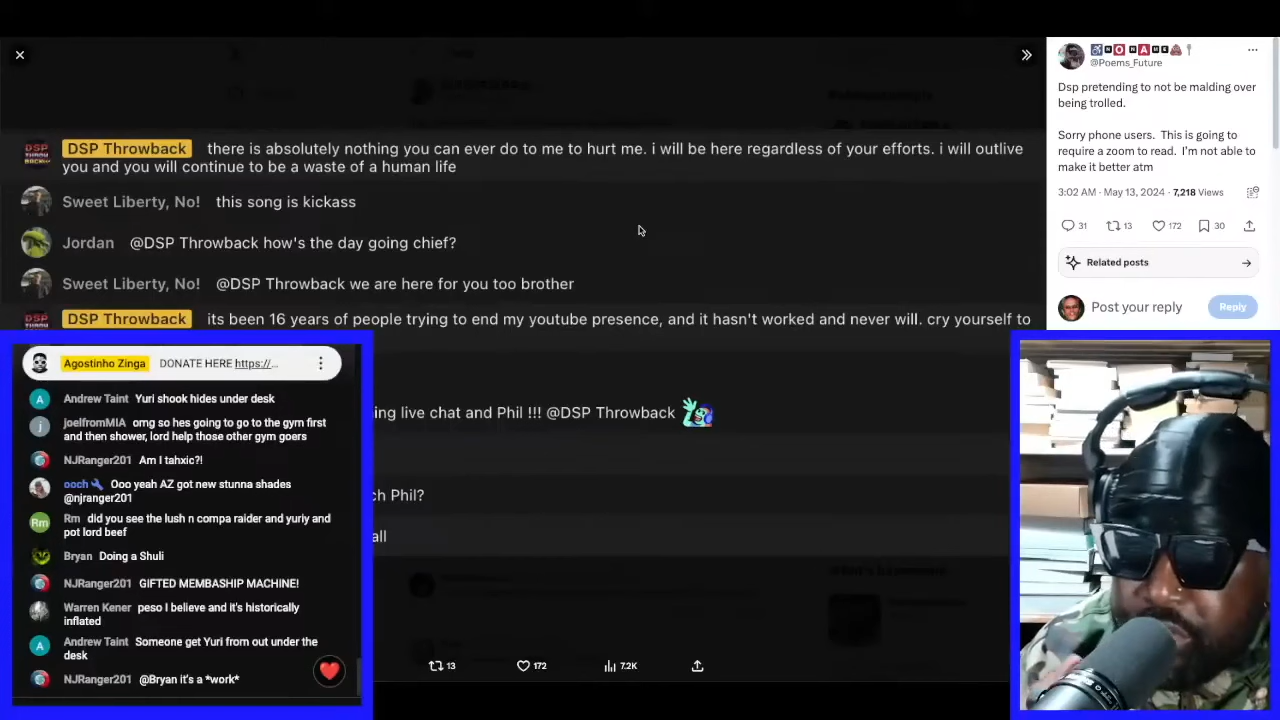 DSP Throwback there is absolutely nothing you can ever do to me to hurt me. i will be here regardless of your efforts. i will outlive
you and you will continue to be a waste of a human life
Sweet Liberty, No! this song is kickass
Jordan @DSP Throwback how's the day going chief?
Sweet Liberty, No! @DSP Throwback we are here for you too brother
DSP Throwback its been 16 years of people trying to end my youtube presence, and it hasn't worked and never will. cry yourself to
ing live chat and Phil !!! @DSP Throwback
ch Phil?
all
13
172
7.2K
NO NAME
@Poems_Future
Dsp pretending to not be malding over
being trolled.
Sorry phone users. This is going to
require a zoom to read. I'm not able to
make it better atm
3:02 AM · May 13, 2024 · 7,218 Views
31
13
172
30
Related posts
Post your reply
Reply
Agostinho Zinga DONATE HERE https://...
A Andrew Taint Yuri shook hides under desk
j joelfromMIA omg so hes going to go to the gym first
and then shower, lord help those other gym goers
NJRanger201 Am I tahxic?!
ooch Ooo yeah AZ got new stunna shades
@njranger201
Rm Rm did you see the lush n compa raider and yuriy and
pot lord beef
Bryan Doing a Shuli
NJRanger201 GIFTED MEMBASHIP MACHINE!
Warren Kener peso I believe and it's historically
inflated
A Andrew Taint Someone get Yuri from out under the
desk
NJRanger201 @Bryan it's a *work*